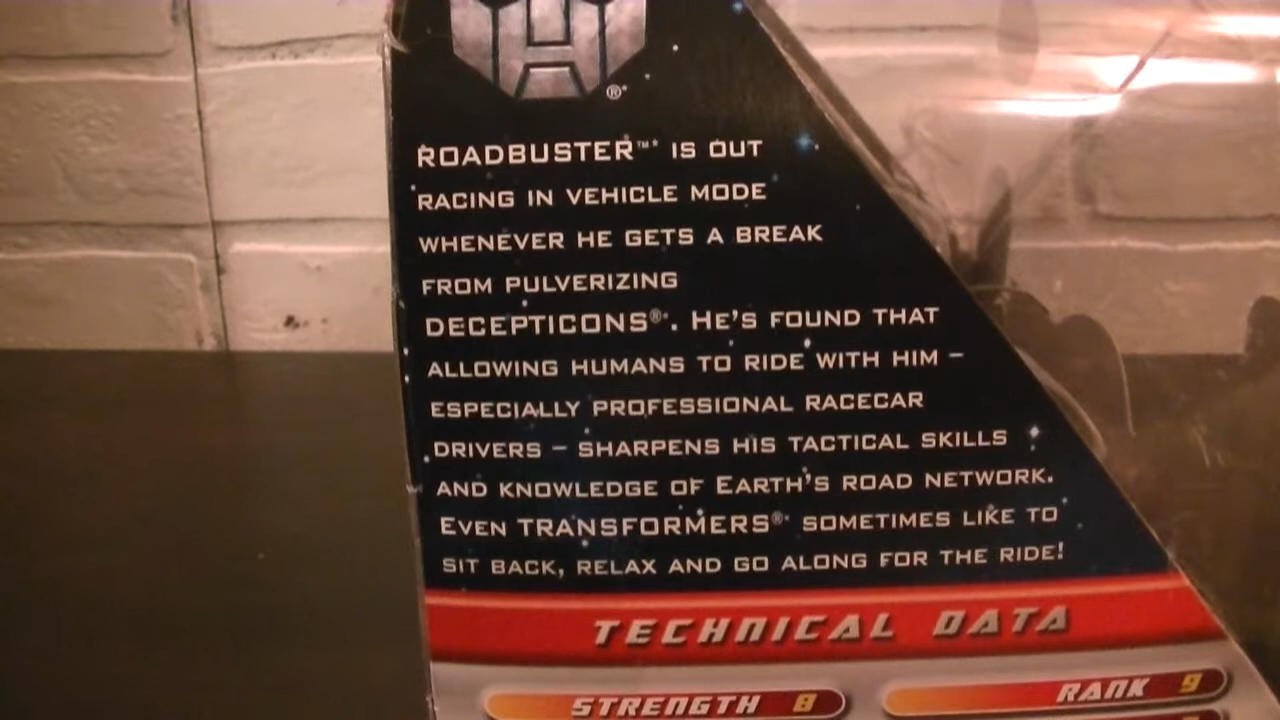 ®*
ROADBUSTER™* IS OUT
RACING IN VEHICLE MODE
WHENEVER HE GETS A BREAK
FROM PULVERIZING
DECEPTICONS®*. HE'S FOUND THAT
ALLOWING HUMANS TO RIDE WITH HIM –
ESPECIALLY PROFESSIONAL RACECAR
DRIVERS – SHARPENS HIS TACTICAL SKILLS
AND KNOWLEDGE OF EARTH'S ROAD NETWORK.
EVEN TRANSFORMERS®* SOMETIMES LIKE TO
SIT BACK, RELAX AND GO ALONG FOR THE RIDE!
TECHNICAL DATA
STRENGTH 8 RANK 9